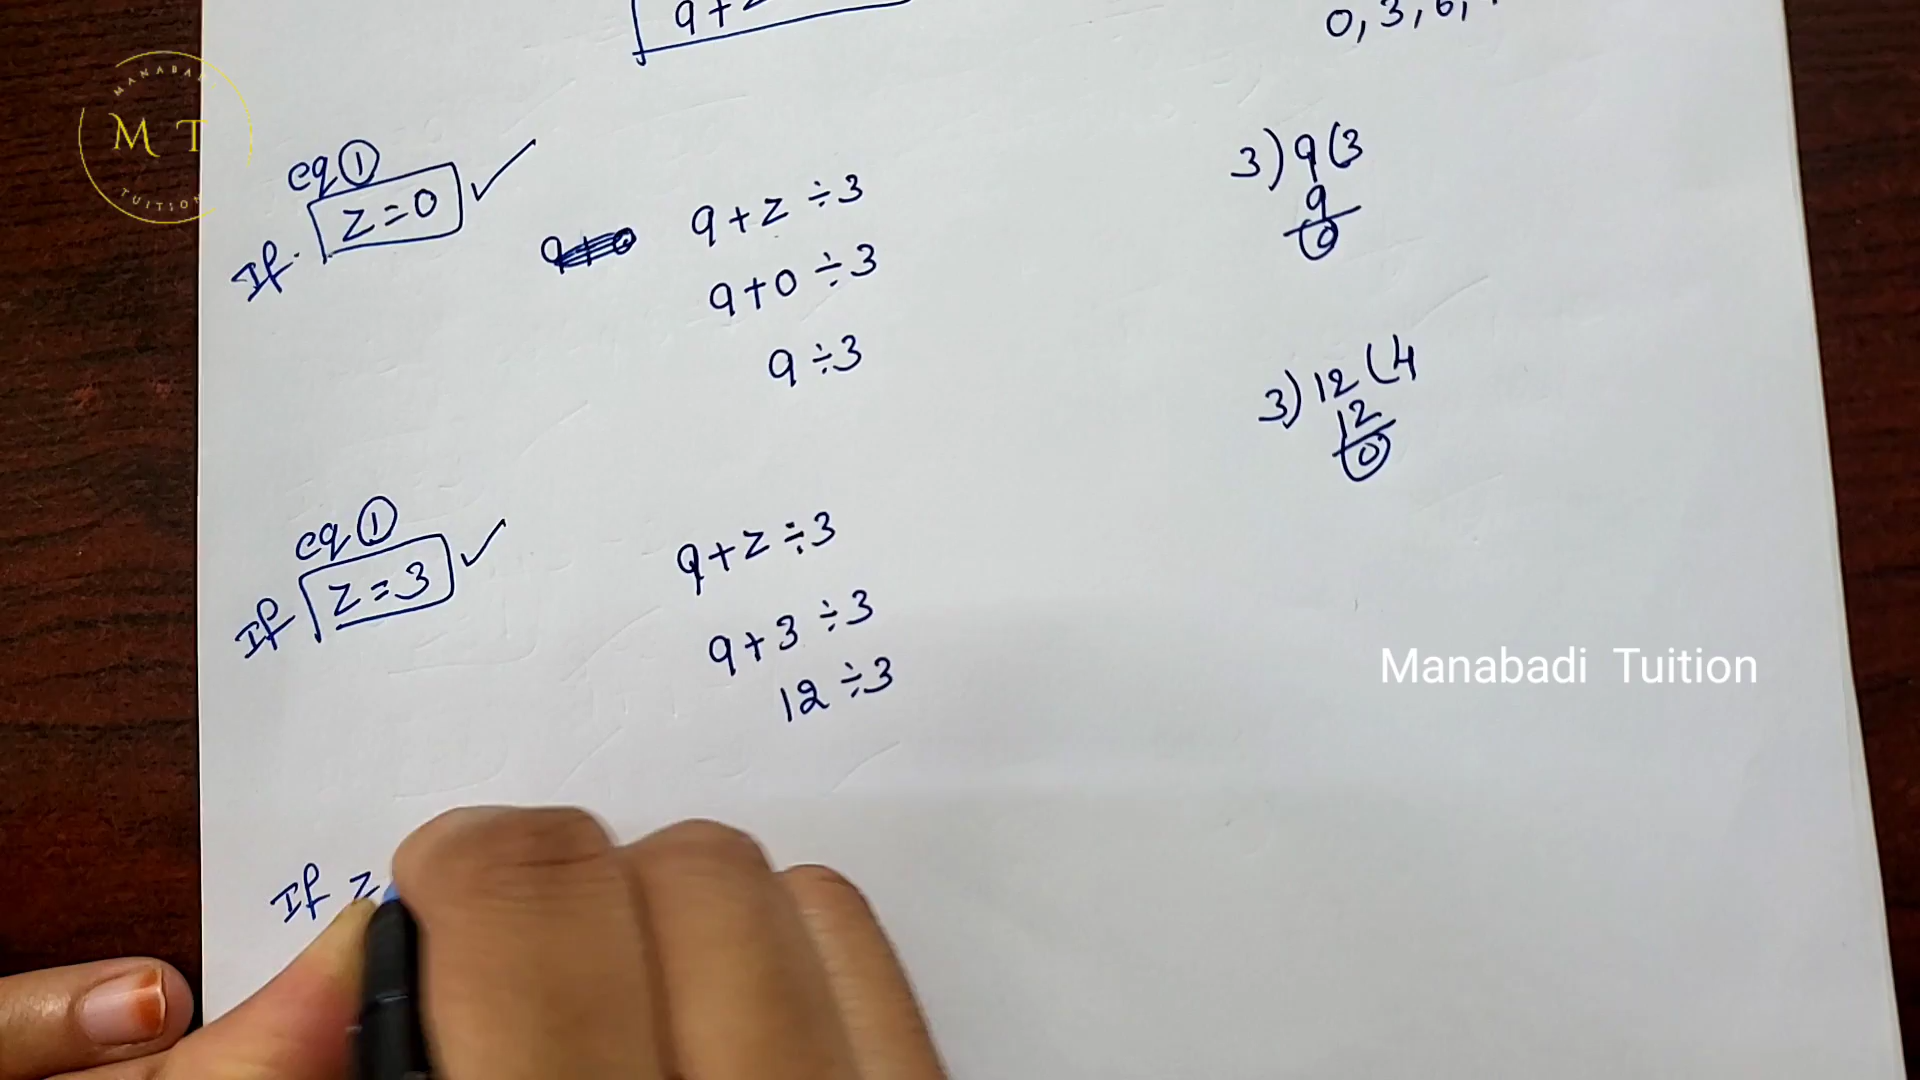 9+z
0, 3, 6,
MANABADI
M T
TUITION
eq ①
If z=0 ✓
9+z ÷3
9+0 ÷3
9 ÷3
3) 9 (3
9
0
3) 12 (4
12
0
eq ①
If z=3 ✓
9+z ÷3
9+3 ÷3
12 ÷3
Manabadi Tuition
If z